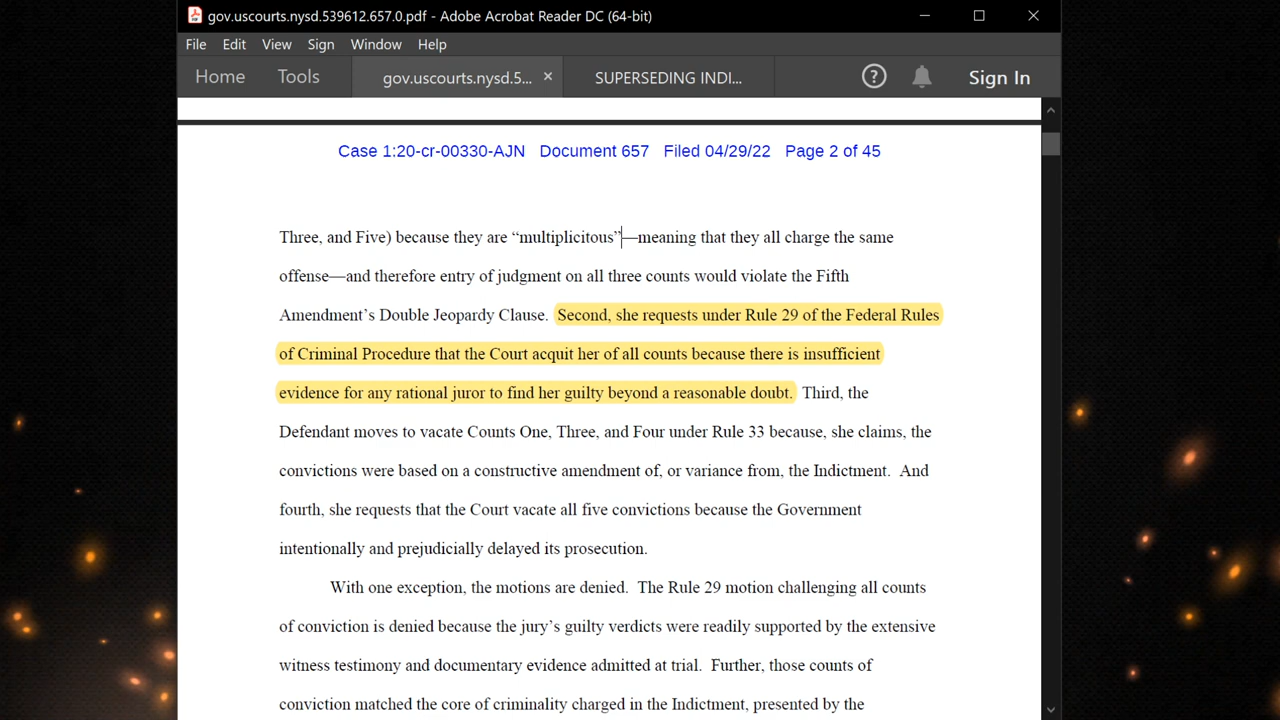 gov.uscourts.nysd.539612.657.0.pdf - Adobe Acrobat Reader DC (64-bit)
File Edit View Sign Window Help
Home Tools gov.uscourts.nysd.5... × SUPERSEDING INDI... ? Sign In
Case 1:20-cr-00330-AJN Document 657 Filed 04/29/22 Page 2 of 45
Three, and Five) because they are “multiplicitous”—meaning that they all charge the same
offense—and therefore entry of judgment on all three counts would violate the Fifth
Amendment’s Double Jeopardy Clause. Second, she requests under Rule 29 of the Federal Rules
of Criminal Procedure that the Court acquit her of all counts because there is insufficient
evidence for any rational juror to find her guilty beyond a reasonable doubt. Third, the
Defendant moves to vacate Counts One, Three, and Four under Rule 33 because, she claims, the
convictions were based on a constructive amendment of, or variance from, the Indictment. And
fourth, she requests that the Court vacate all five convictions because the Government
intentionally and prejudicially delayed its prosecution.
With one exception, the motions are denied. The Rule 29 motion challenging all counts
of conviction is denied because the jury’s guilty verdicts were readily supported by the extensive
witness testimony and documentary evidence admitted at trial. Further, those counts of
conviction matched the core of criminality charged in the Indictment, presented by the